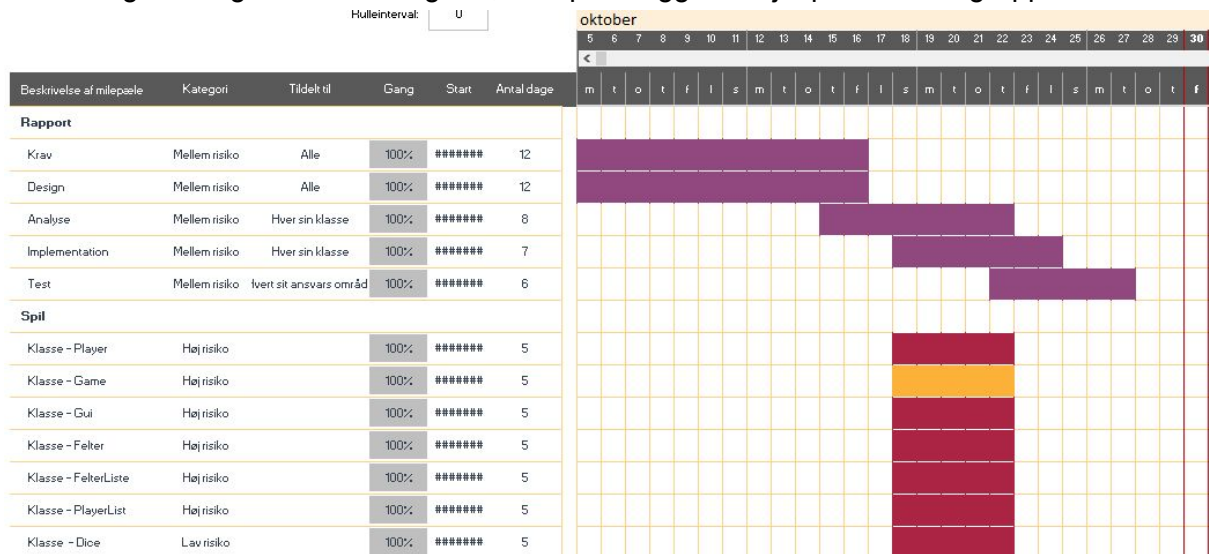 Hulleinterval: 0
oktober
5 6 7 8 9 10 11 12 13 14 15 16 17 18 19 20 21 22 23 24 25 26 27 28 29 30
Beskrivelse af milepæle Kategori Tildelt til Gang Start Antal dage m t o t f l s m t o t f l s m t o t f l s m t o t f
Rapport
Krav Mellem risiko Alle 100% ####### 12
Design Mellem risiko Alle 100% ####### 12
Analyse Mellem risiko Hver sin klasse 100% ####### 8
Implementation Mellem risiko Hver sin klasse 100% ####### 7
Test Mellem risiko sit ansvars områd 100% ####### 6
Spil
Klasse - Player Høj risiko 100% ####### 5
Klasse - Game Høj risiko 100% ####### 5
Klasse - Gui Høj risiko 100% ####### 5
Klasse - Felter Høj risiko 100% ####### 5
Klasse - FelterListe Høj risiko 100% ####### 5
Klasse - PlayerList Høj risiko 100% ####### 5
Klasse - Dice Lav risiko 100% ####### 5